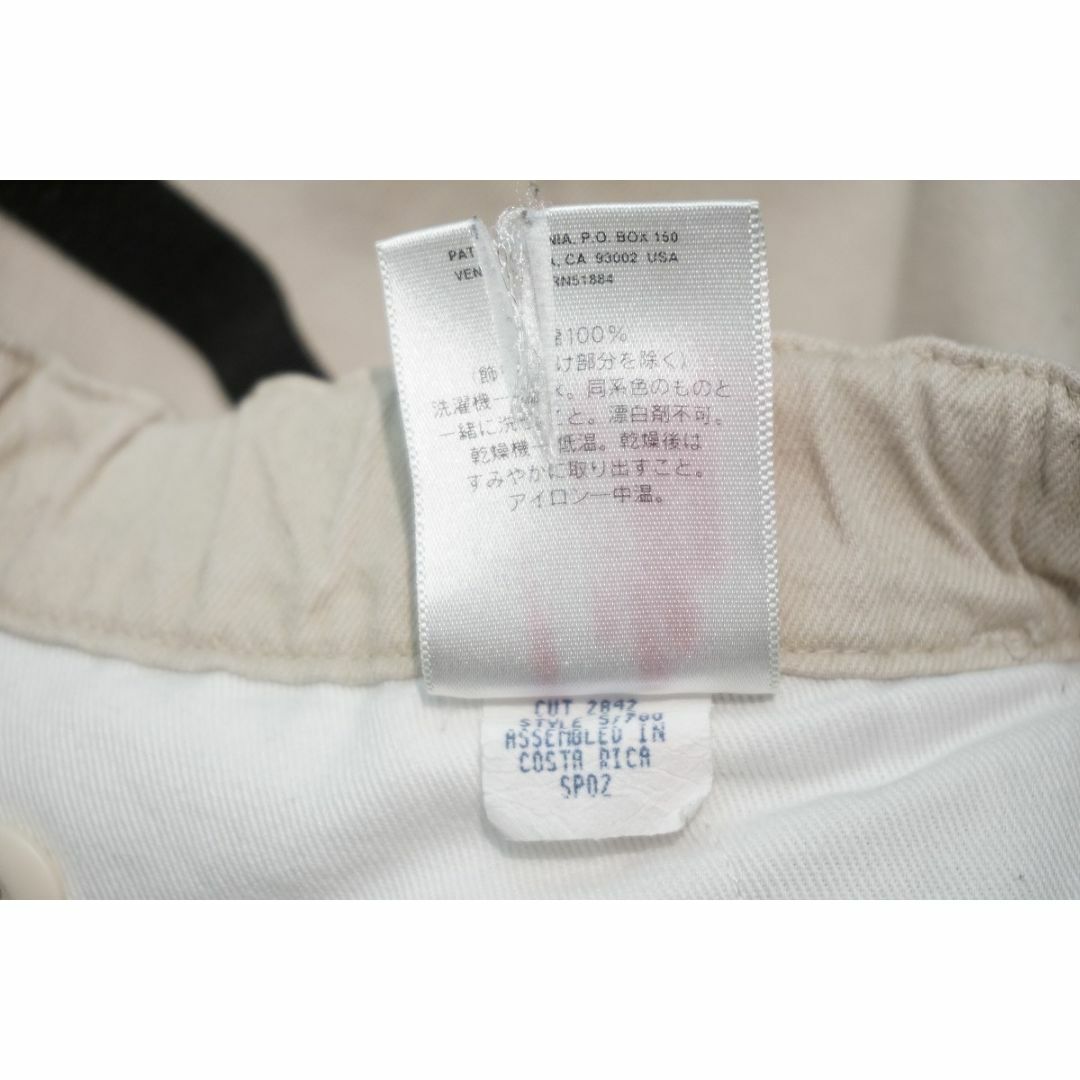 PAT NIA, P.O. BOX 150
VEN A, CA 93002 USA
RN51884
100%
飾 け部分を除く)
洗濯機一 く。同系色のものと
一緒に洗 こと。漂白剤不可。
乾燥機 低温。乾燥後は
すみやかに取り出すこと。
アイロン一中温。
CUT 2842
STYLE
ASSEMBLED IN
COSTA RICA
SP02